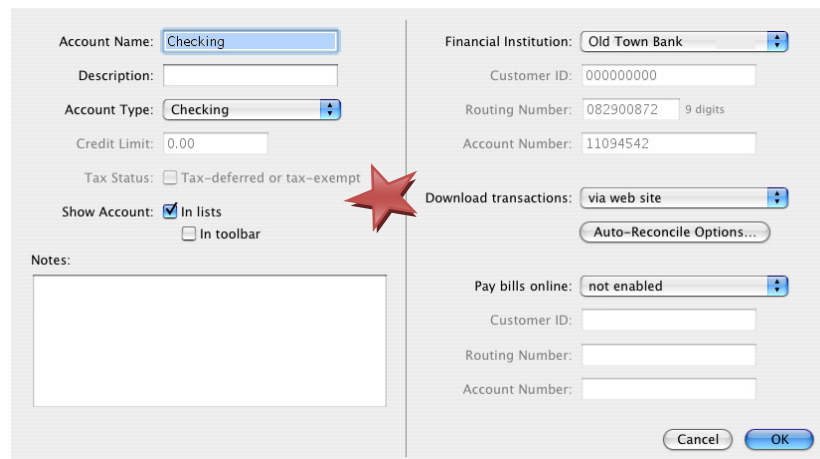 Account Name: Checking
Description:
Account Type: Checking
Credit Limit: 0.00
Tax Status: Tax-deferred or tax-exempt
Show Account: In lists
In toolbar
Notes:
Financial Institution: Old Town Bank
Customer ID: 000000000
Routing Number: 082900872 9 digits
Account Number: 11094542
Download transactions: via web site
Auto-Reconcile Options...
Pay bills online: not enabled
Customer ID:
Routing Number:
Account Number:
Cancel OK